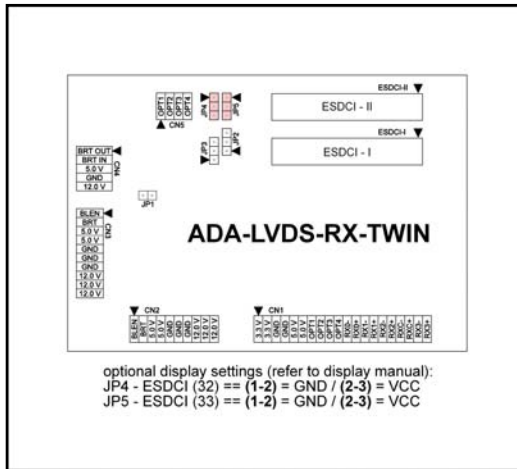 ESDCI-II
OPT1
OPT2
OPT3
OPT4
CN5
JP4
JP5
ESDCI - II
ESDCI-I
JP3
JP2
ESDCI - I
BRT OUT
BRT IN
5.0 V
GND
12.0 V
CN4
JP1
BLEN
BRT
5.0 V
5.0 V
GND
GND
GND
12.0 V
12.0 V
12.0 V
CN3
ADA-LVDS-RX-TWIN
CN2
BLEN
BRT
5.0 V
5.0 V
GND
GND
GND
12.0 V
12.0 V
12.0 V
CN1
3.3 V
3.3 V
GND
GND
5.0 V
5.0 V
OPT1
OPT2
OPT3
OPT4
RX0-
RX0+
RX1-
RX1+
RX2-
RX2+
RXC-
RXC+
RX3-
RX3+
optional display settings (refer to display manual):
JP4 - ESDCI (32) == (1-2) = GND / (2-3) = VCC
JP5 - ESDCI (33) == (1-2) = GND / (2-3) = VCC